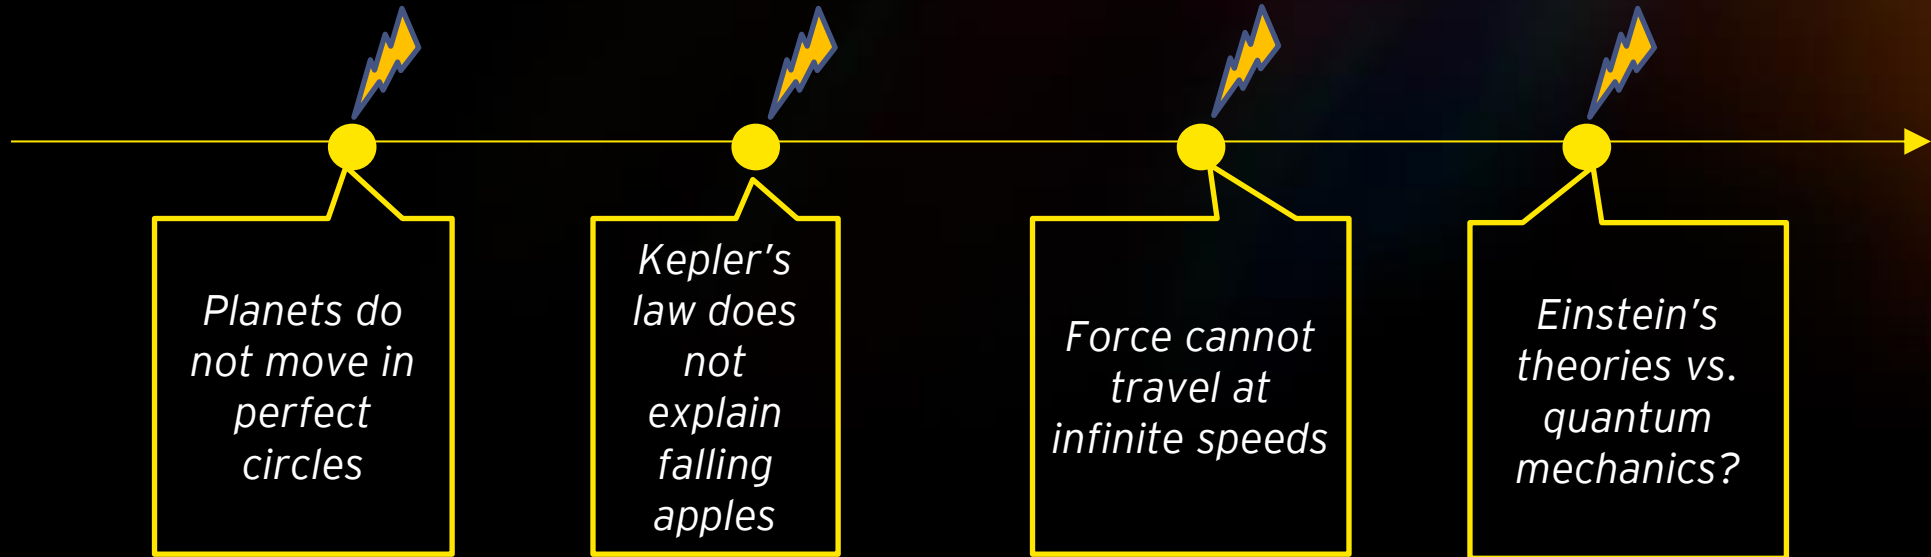 Planets do
not move in
perfect
circles
Kepler’s
law does
not
explain
falling
apples
Force cannot
travel at
infinite speeds
Einstein’s
theories vs.
quantum
mechanics?